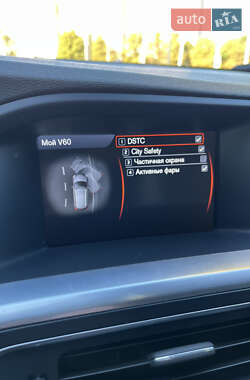 AUTO
RIA
Мой V60
1 DSTC
2 City Safety
3 Частичная охрана
4 Активные фары